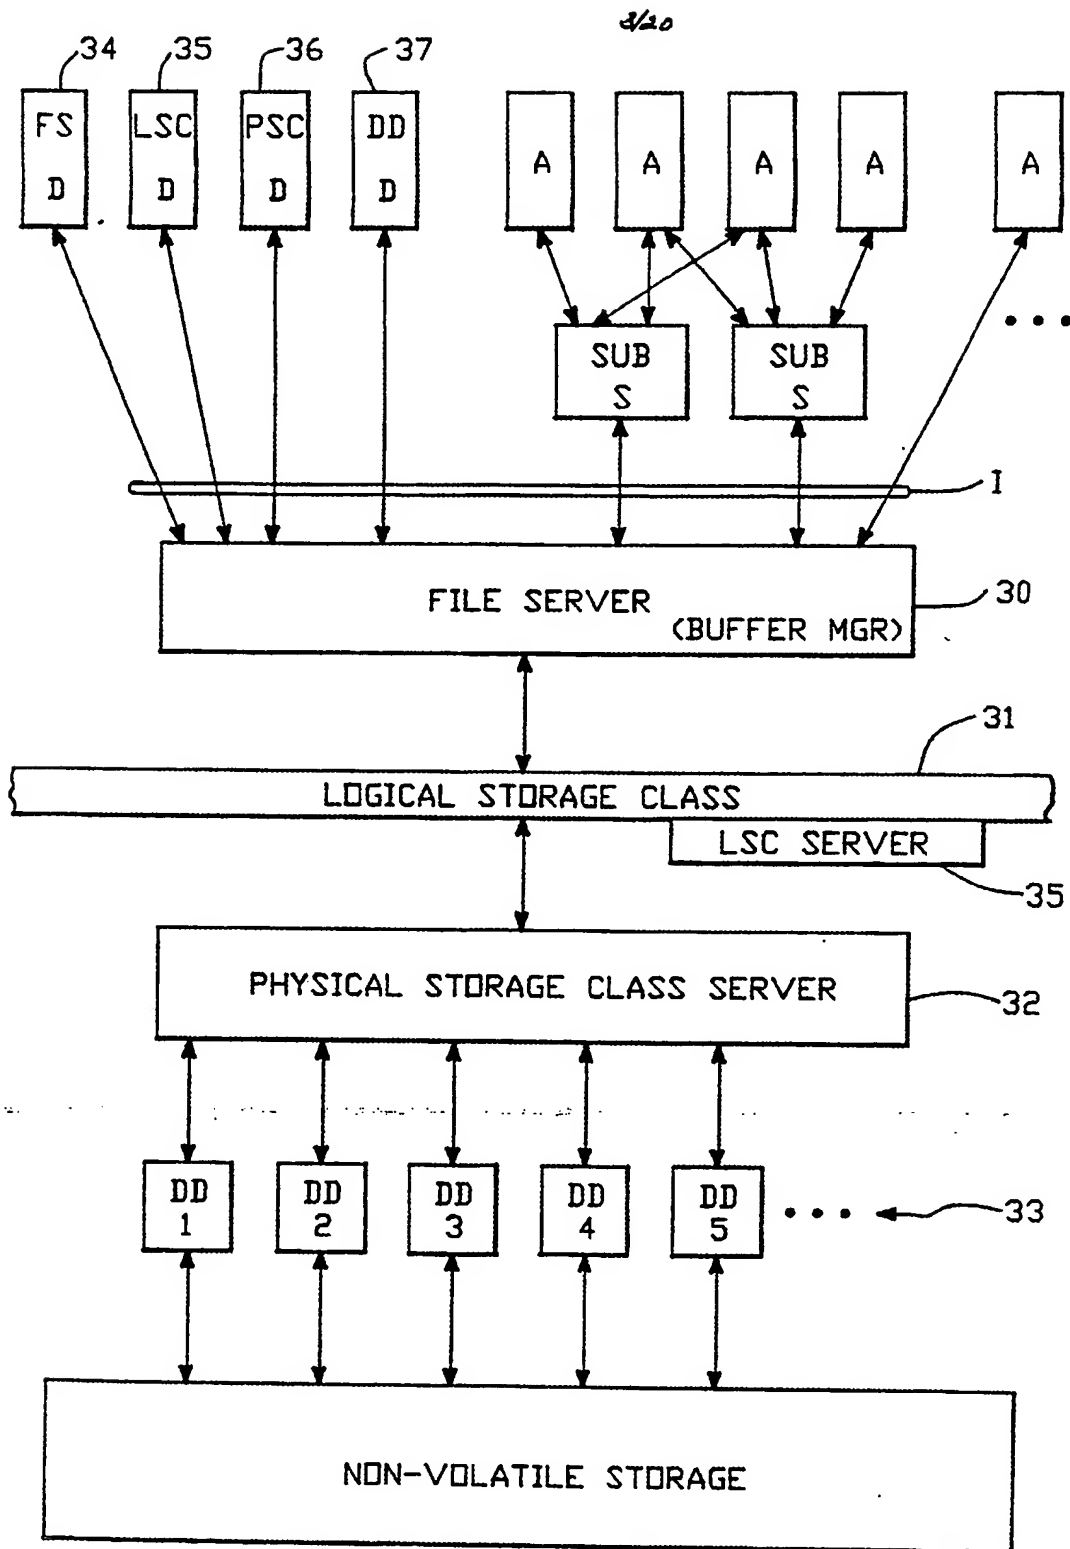 3/20
34 35 36 37
FS LSC PSC DD A A A A A
D D D D
SUB SUB
S S
I
FILE SERVER
(BUFFER MGR)
30
31
LOGICAL STORAGE CLASS
LSC SERVER
35
PHYSICAL STORAGE CLASS SERVER
32
DD DD DD DD DD
1 2 3 4 5
33
NON-VOLATILE STORAGE